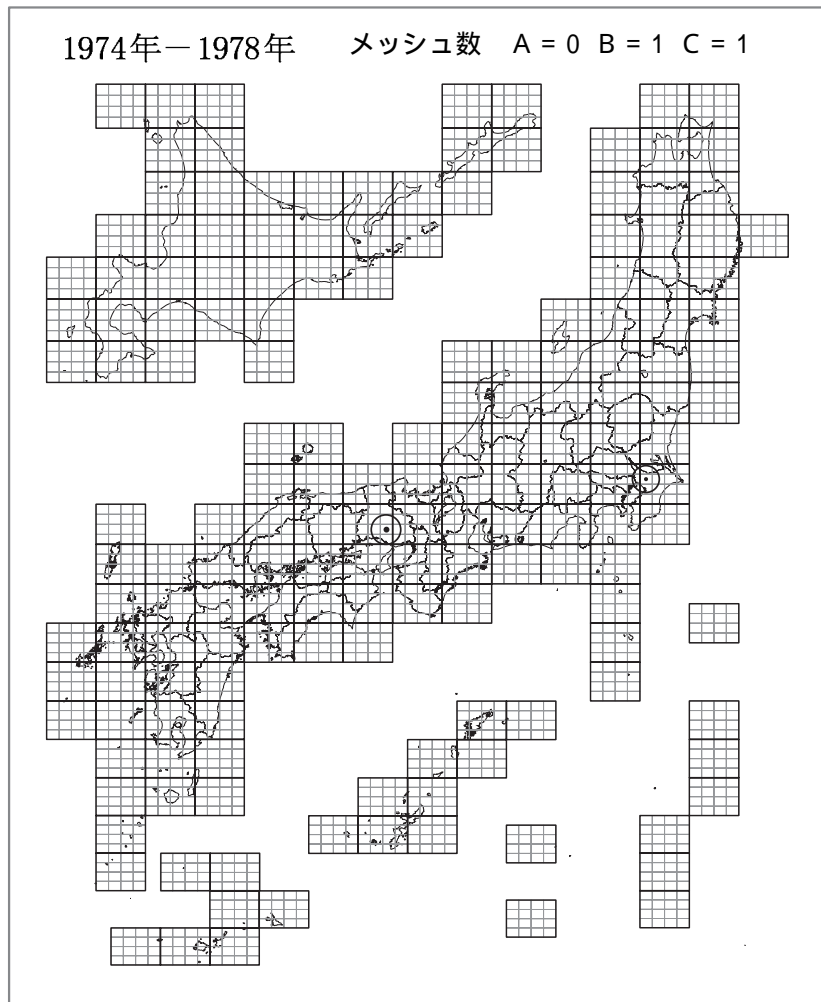 1974年－1978年 メッシュ数 A = 0 B = 1 C = 1